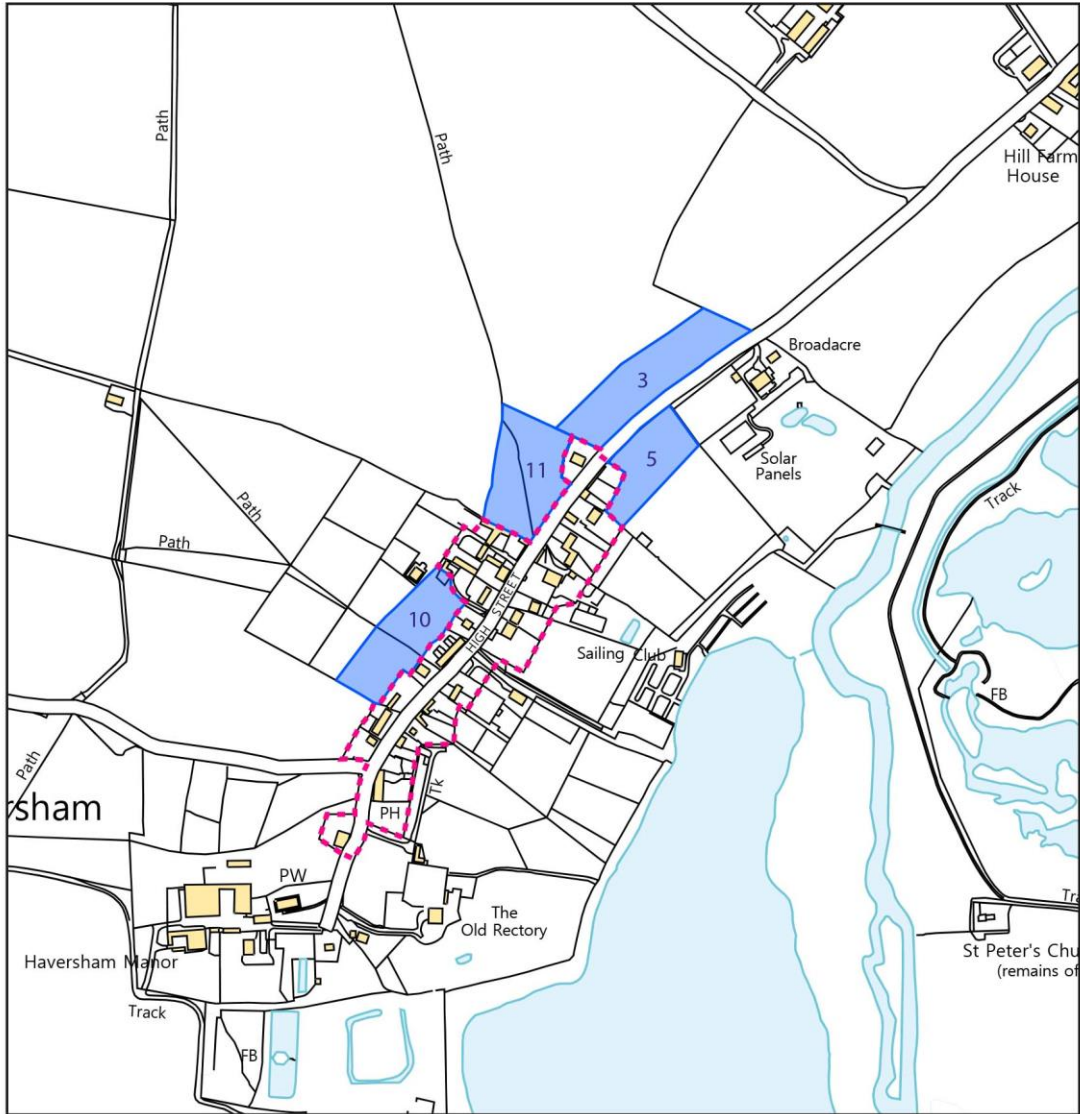 Path
Path
Hill Farm
House
3
Broadacre
11
5
Solar
Panels
Track
Path
Path
10
HIGH STREET
Sailing Club
FB
Path
rsham
Tk
PH
PW
The
Old Rectory
Haversham Manor
Track
FB
Tra
St Peter's Chu
(remains of